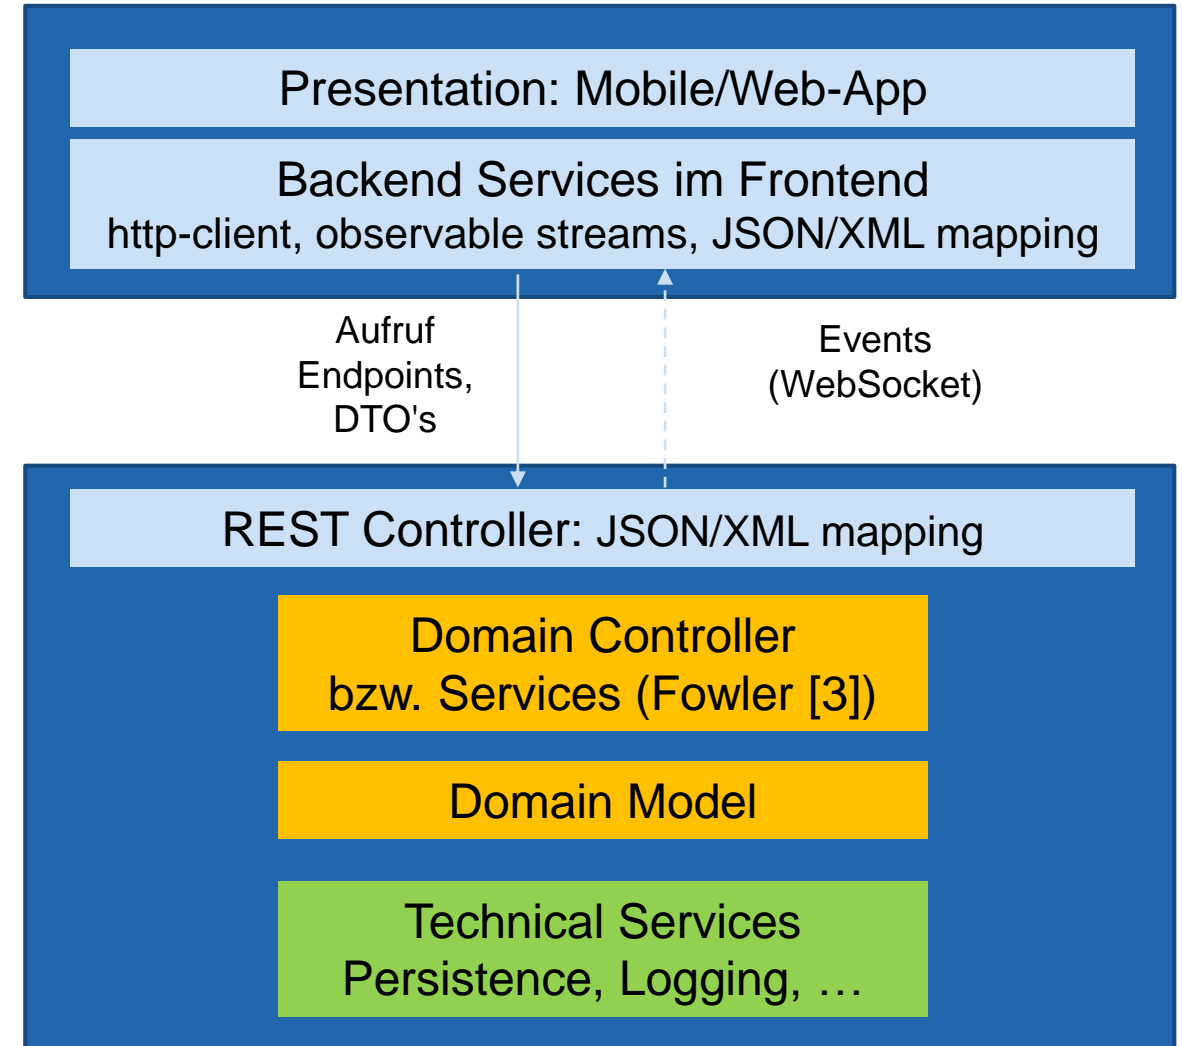 Presentation: Mobile/Web-App
Backend Services im Frontend
http-client, observable streams, JSON/XML mapping
Aufruf
Endpoints,
DTO's
Events
(WebSocket)
REST Controller: JSON/XML mapping
Domain Controller
bzw. Services (Fowler [3])
Domain Model
Technical Services
Persistence, Logging, …